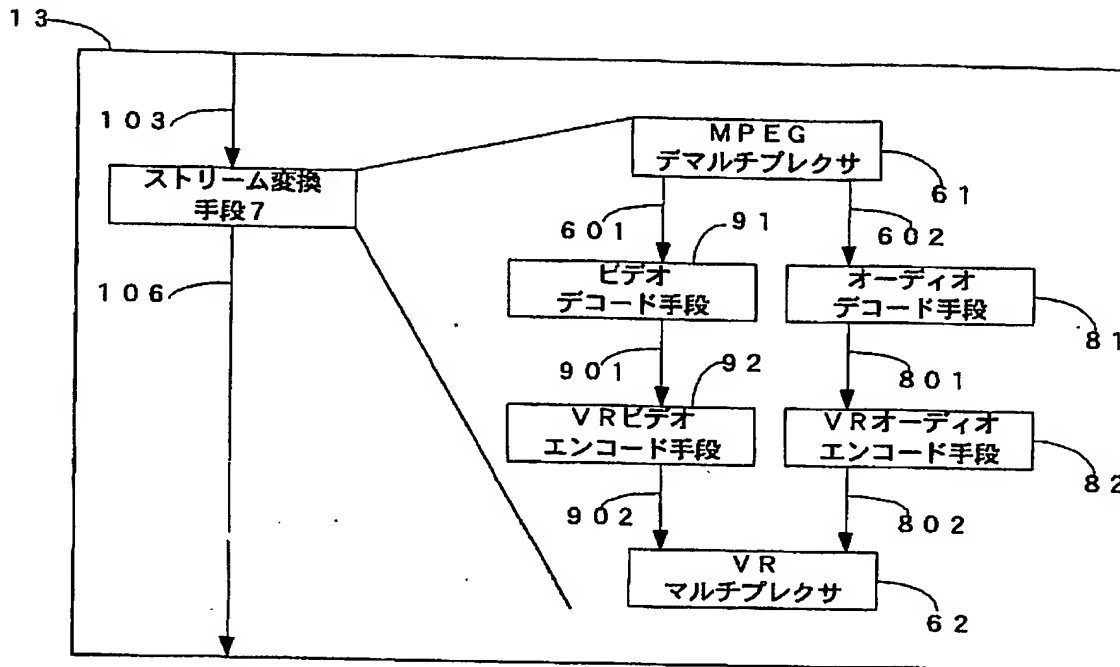 １３
１０３
ストリーム変換
手段７
１０６
ＭＰＥＧ
デマルチプレクサ
６１
６０１
９１
６０２
ビデオ
デコード手段
オーディオ
デコード手段
８１
９０１
９２
８０１
ＶＲビデオ
エンコード手段
ＶＲオーディオ
エンコード手段
８２
９０２
８０２
ＶＲ
マルチプレクサ
６２